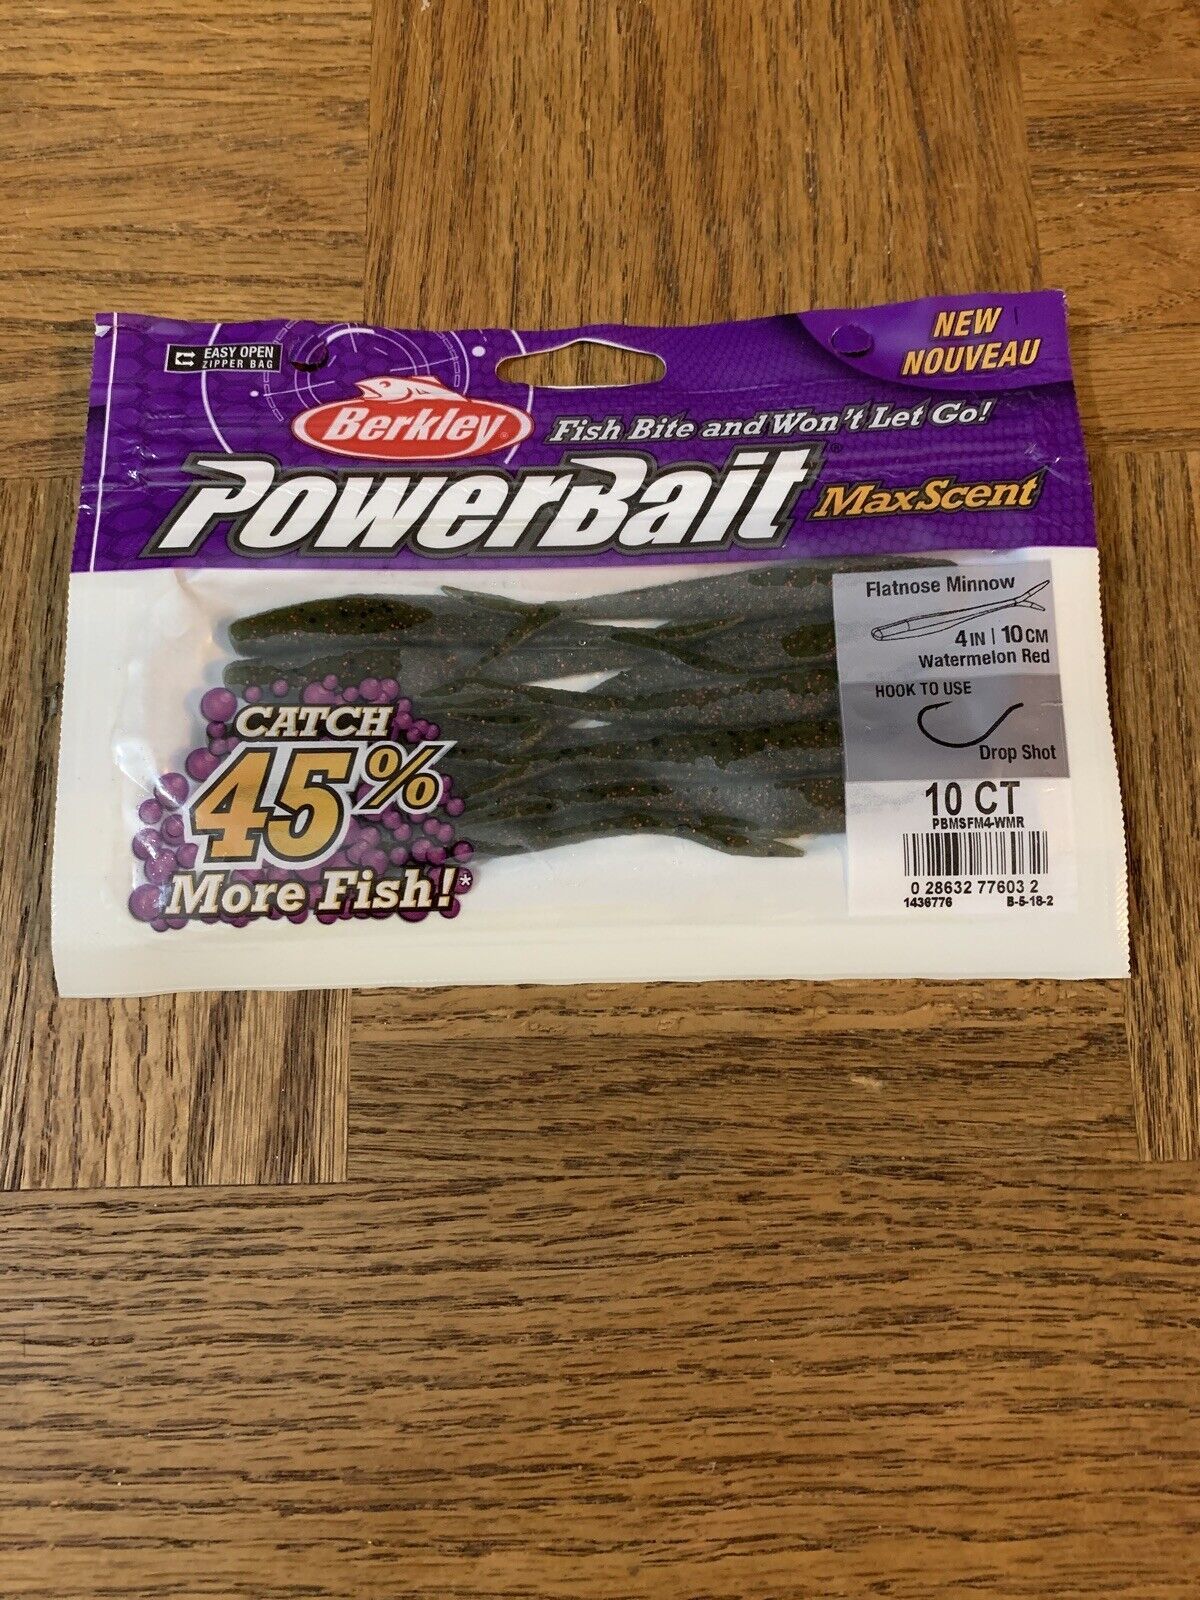 EASY OPEN
ZIPPER BAG
NEW
NOUVEAU
Berkley®
Fish Bite and Won't Let Go!
PowerBait®
MaxScent
Flatnose Minnow
4 IN | 10 CM
Watermelon Red
HOOK TO USE
Drop Shot
CATCH
45%
More Fish!*
10 CT
PBMSFM4-WMR
0 28632 77603 2
1436776 B-5-18-2